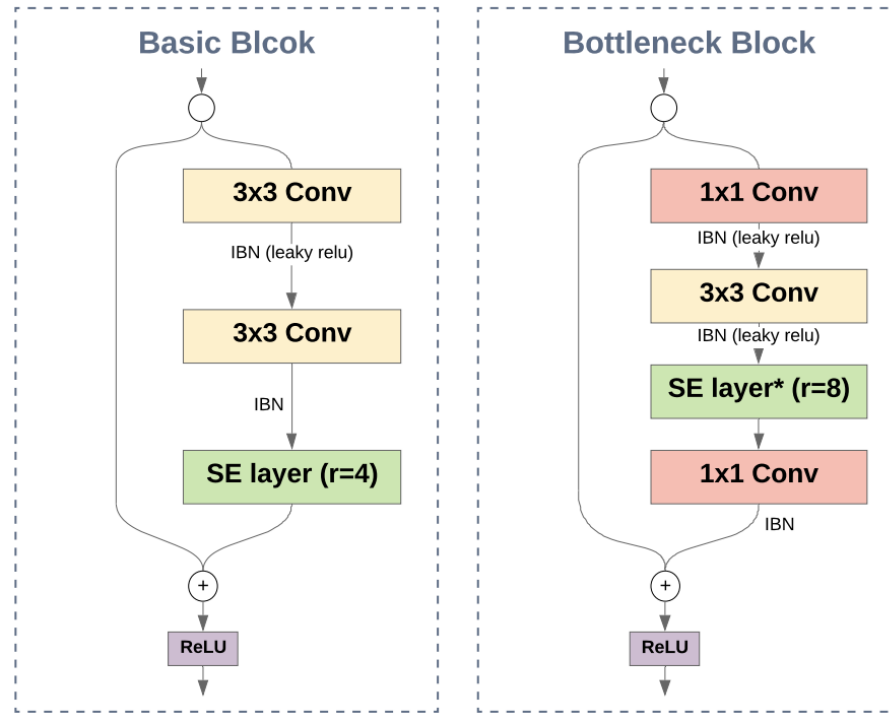 Basic Blcok
3x3 Conv
IBN (leaky relu)
3x3 Conv
IBN
SE layer (r=4)
+
ReLU
Bottleneck Block
1x1 Conv
IBN (leaky relu)
3x3 Conv
IBN (leaky relu)
SE layer* (r=8)
1x1 Conv
IBN
+
ReLU